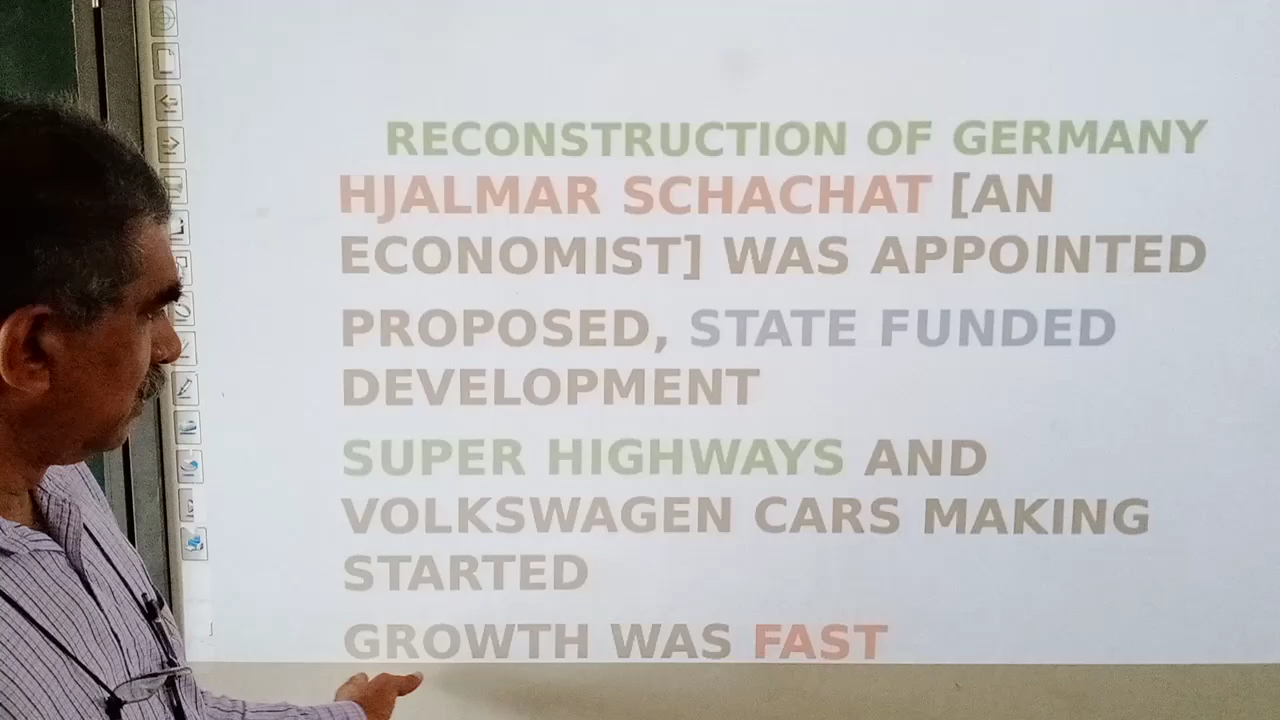 RECONSTRUCTION OF GERMANY
HJALMAR SCHACHAT [AN
ECONOMIST] WAS APPOINTED
PROPOSED, STATE FUNDED
DEVELOPMENT
SUPER HIGHWAYS AND
VOLKSWAGEN CARS MAKING
STARTED
GROWTH WAS FAST